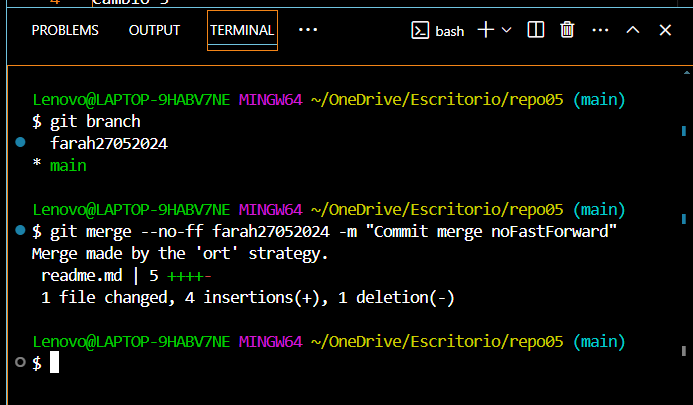 4 Cambio 3
PROBLEMS OUTPUT TERMINAL ··· bash
Lenovo@LAPTOP-9HABV7NE MINGW64 ~/OneDrive/Escritorio/repo05 (main)
$ git branch
farah27052024
* main
Lenovo@LAPTOP-9HABV7NE MINGW64 ~/OneDrive/Escritorio/repo05 (main)
$ git merge --no-ff farah27052024 -m "Commit merge noFastForward"
Merge made by the 'ort' strategy.
readme.md | 5 ++++-
1 file changed, 4 insertions(+), 1 deletion(-)
Lenovo@LAPTOP-9HABV7NE MINGW64 ~/OneDrive/Escritorio/repo05 (main)
$